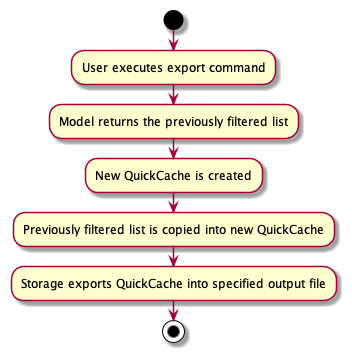 User executes export command
Model returns the previously filtered list
New QuickCache is created
Previously filtered list is copied into new QuickCache
Storage exports QuickCache into specified output file